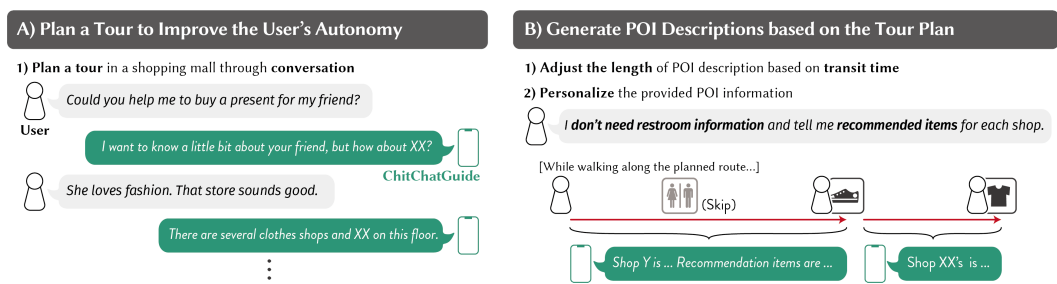 A) Plan a Tour to Improve the User's Autonomy
1) Plan a tour in a shopping mall through conversation
Could you help me to buy a present for my friend?
User
I want to know a little bit about your friend, but how about XX?
ChitChatGuide
She loves fashion. That store sounds good.
There are several clothes shops and XX on this floor.
B) Generate POI Descriptions based on the Tour Plan
1) Adjust the length of POI description based on transit time
2) Personalize the provided POI information
I don't need restroom information and tell me recommended items for each shop.
[While walking along the planned route...]
(Skip)
Shop Y is ... Recommendation items are ...
Shop XX's is ...